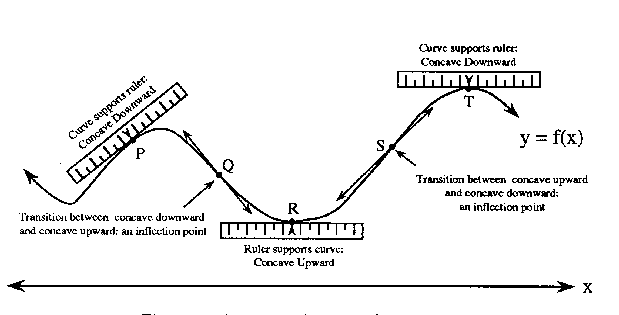 Curve supports ruler:
Concave Downward
Curve supports ruler:
Concave Downward
T
P
y = f(x)
S
Q
Transition between concave upward
and concave downward:
an inflection point
R
Transition between concave downward
and concave upward: an inflection point
Ruler supports curve:
Concave Upward
x